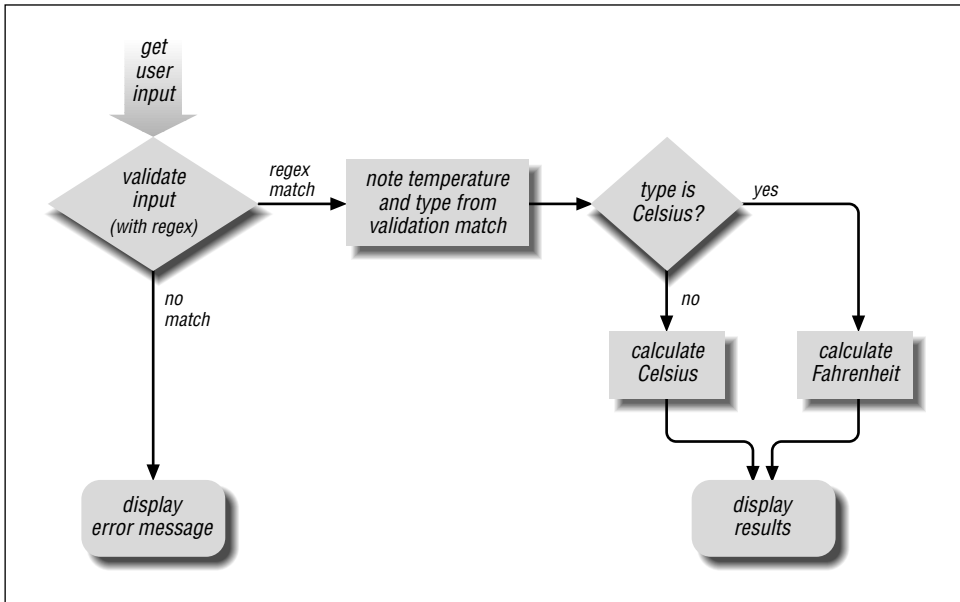 get
user
input
validate
input
(with regex)
regex
match
note temperature
and type from
validation match
type is
Celsius?
yes
no
match
no
calculate
Celsius
calculate
Fahrenheit
display
error message
display
results